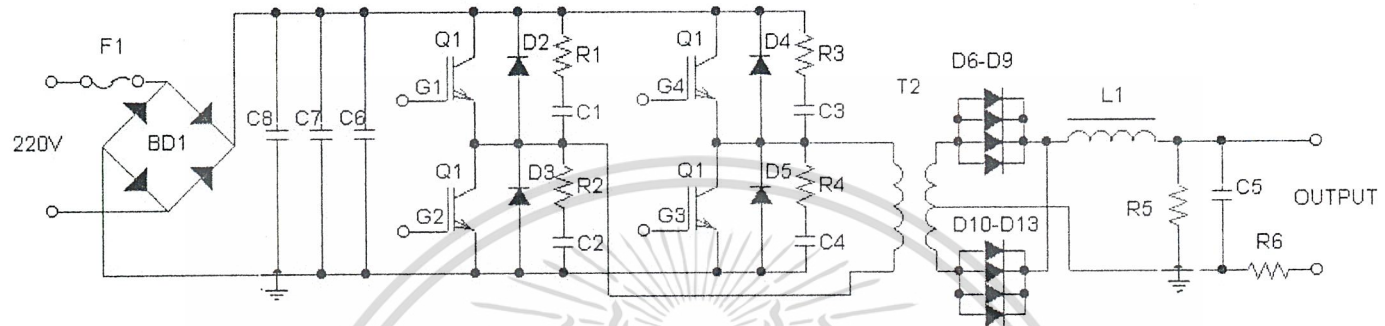 F1
220V
BD1
C8
C7
C6
Q1
G1
D2
R1
C1
Q1
G2
D3
R2
C2
Q1
G4
D4
R3
C3
Q1
G3
D5
R4
C4
T2
D6-D9
D10-D13
L1
R5
C5
R6
OUTPUT